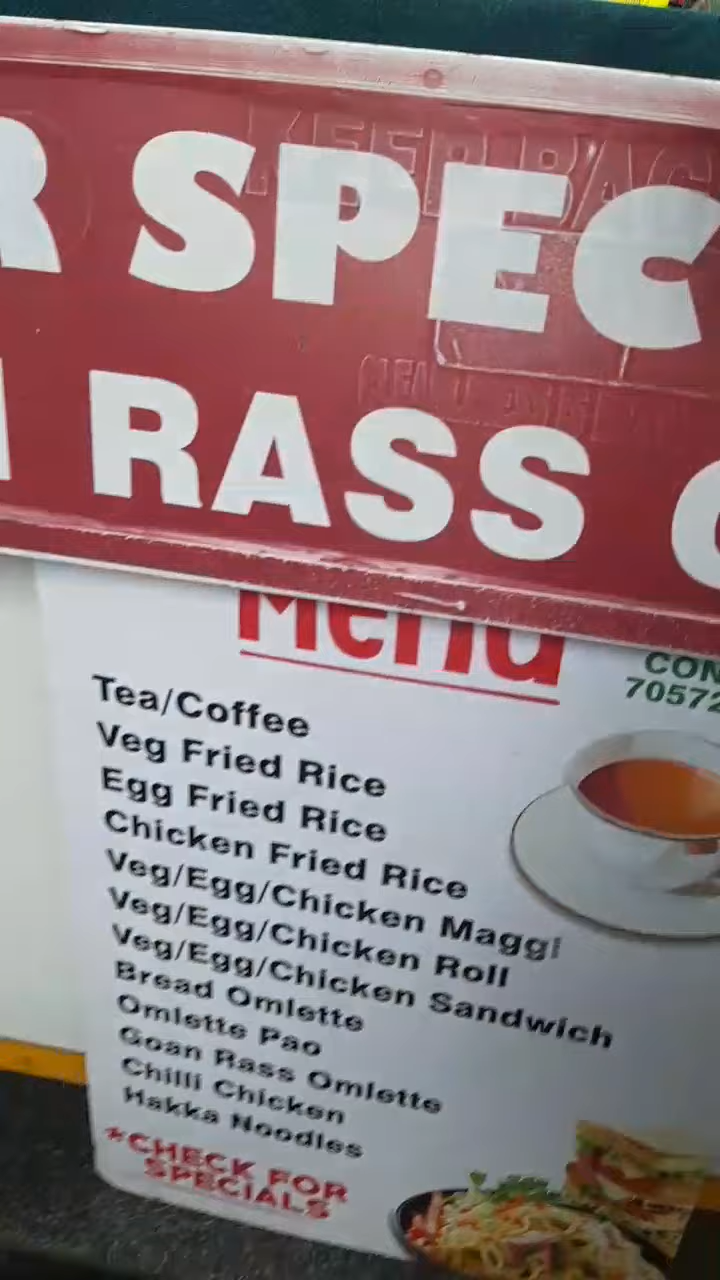 R SPEC
RASS
Menu
CON
70572
Tea/Coffee
Veg Fried Rice
Egg Fried Rice
Chicken Fried Rice
Veg/Egg/Chicken Maggi
Veg/Egg/Chicken Roll
Veg/Egg/Chicken Sandwich
Bread Omlette
Omlette Pao
Goan Rass Omlette
Chilli Chicken
Hakka Noodles
*CHECK FOR
SPECIALS